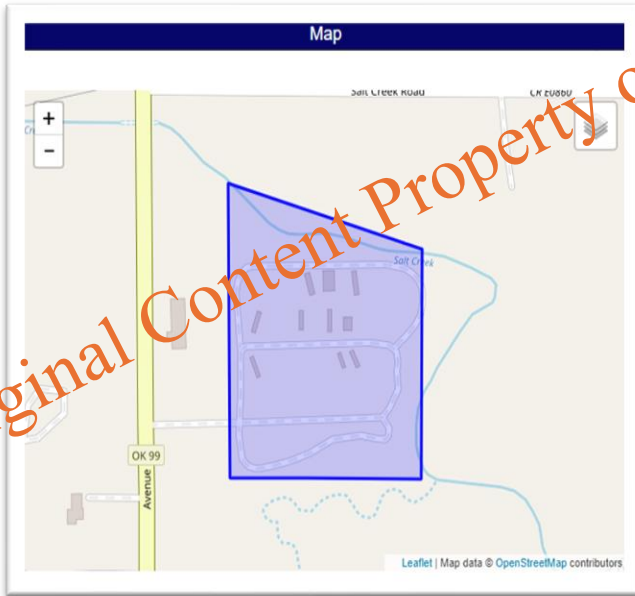 Map
Salt Creek Road
CR E0860
+
−
Salt Creek
OK 99
Avenue
Leaflet | Map data © OpenStreetMap contributors
ginal Content Property o